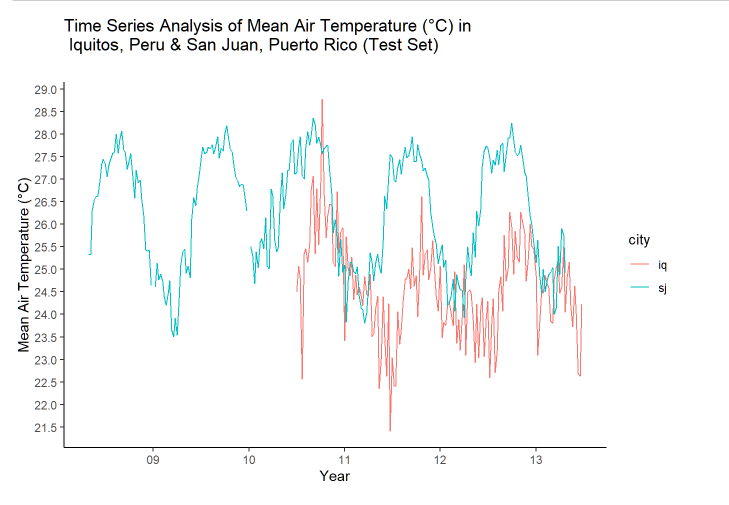 Time Series Analysis of Mean Air Temperature (°C) in
Iquitos, Peru & San Juan, Puerto Rico (Test Set)
29.0
28.5
28.0
27.5
27.0
26.5
26.0
25.5
25.0
24.5
24.0
23.5
23.0
22.5
22.0
21.5
Mean Air Temperature (°C)
09 10 11 12 13
Year
city
iq
sj